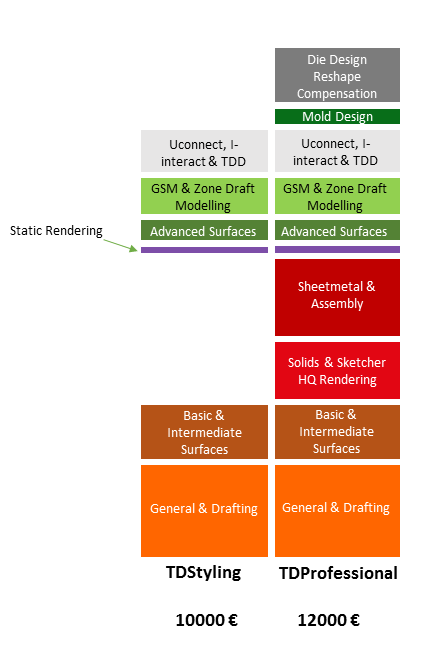 Die Design
Reshape
Compensation
Mold Design
Uconnect, I-
interact & TDD
Uconnect, I-
interact & TDD
GSM & Zone Draft
Modelling
GSM & Zone Draft
Modelling
Static Rendering
Advanced Surfaces
Advanced Surfaces
Sheetmetal &
Assembly
Solids & Sketcher
HQ Rendering
Basic &
Intermediate
Surfaces
Basic &
Intermediate
Surfaces
General & Drafting
General & Drafting
TDStyling
TDProfessional
10000 €
12000 €